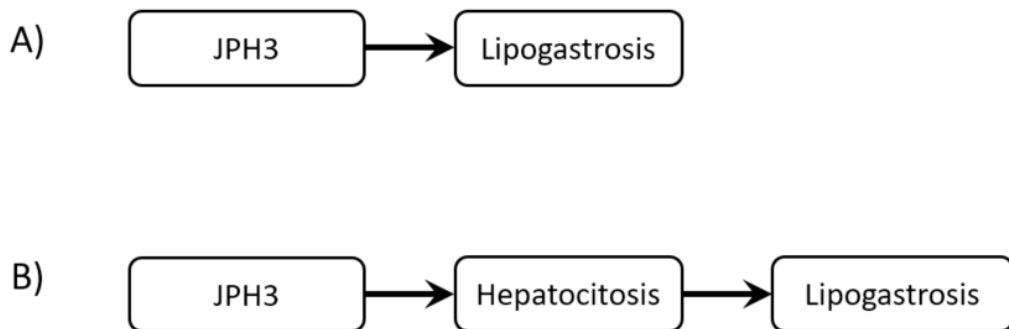 A) JPH3 Lipogastrosis
B) JPH3 Hepatocitosis Lipogastrosis